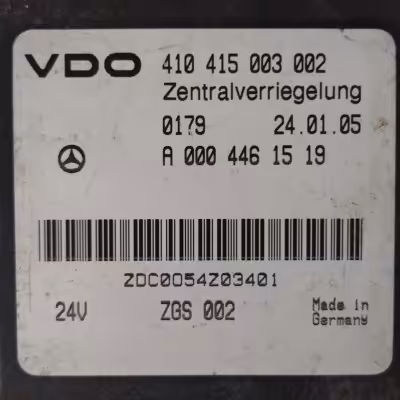 VDO 410 415 003 002
Zentralverriegelung
0179 24.01.05
A 000 446 15 19
ZDC0054Z03401
24V ZGS 002 Made in
Germany